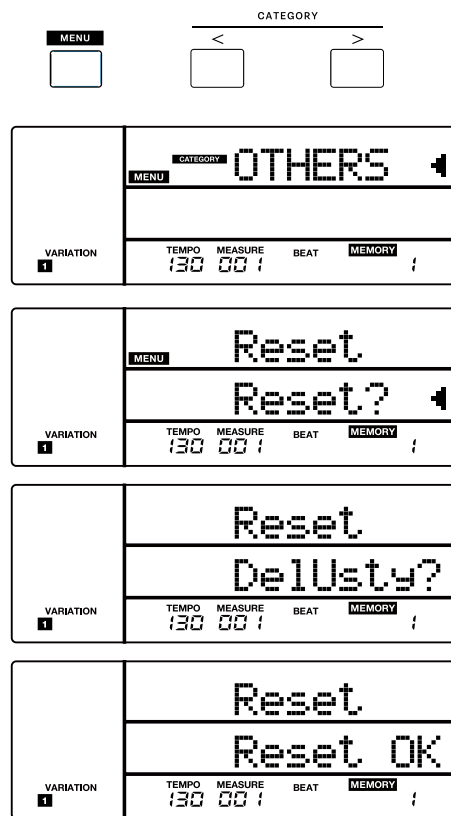 CATEGORY
MENU < >
CATEGORY OTHERS
MENU
VARIATION TEMPO MEASURE BEAT MEMORY
1 130 001 1
Reset
MENU
Reset?
VARIATION TEMPO MEASURE BEAT MEMORY
1 130 001 1
Reset
DelUsty?
VARIATION TEMPO MEASURE BEAT MEMORY
1 130 001 1
Reset
Reset OK
VARIATION TEMPO MEASURE BEAT MEMORY
1 130 001 1